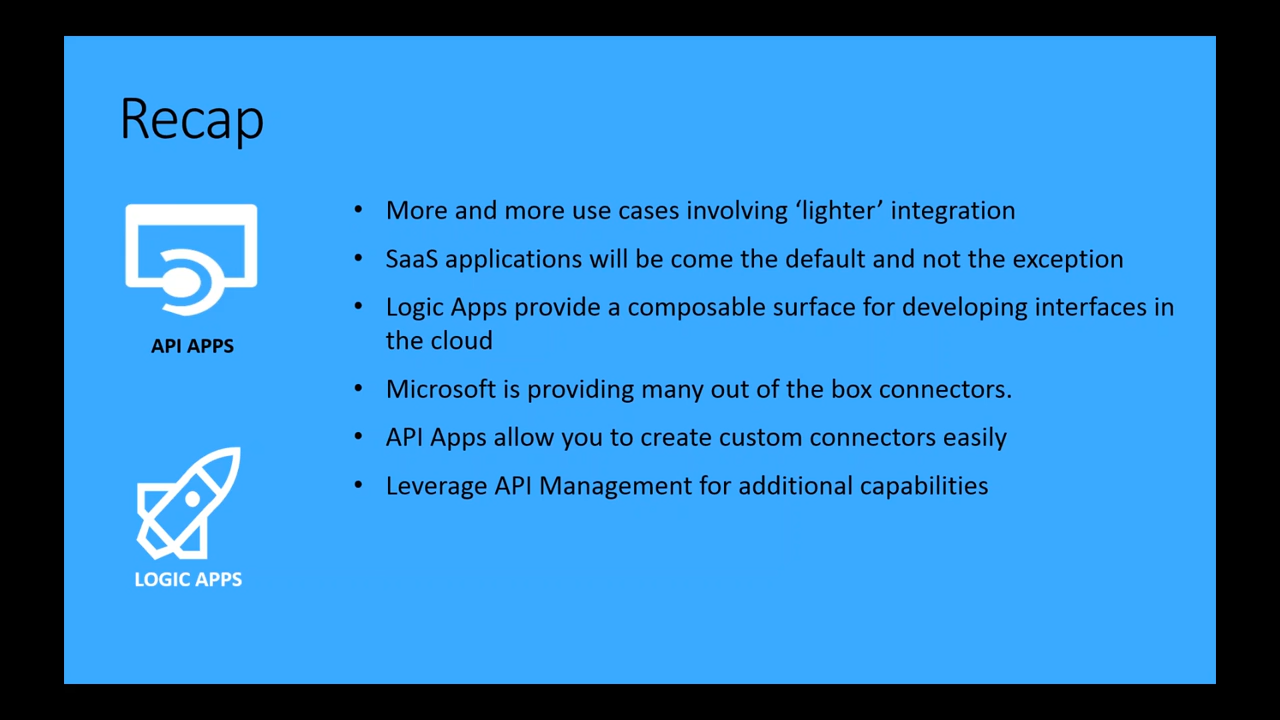 Recap
• More and more use cases involving ‘lighter’ integration
• SaaS applications will be come the default and not the exception
• Logic Apps provide a composable surface for developing interfaces in
the cloud
• Microsoft is providing many out of the box connectors.
• API Apps allow you to create custom connectors easily
• Leverage API Management for additional capabilities
API APPS
LOGIC APPS